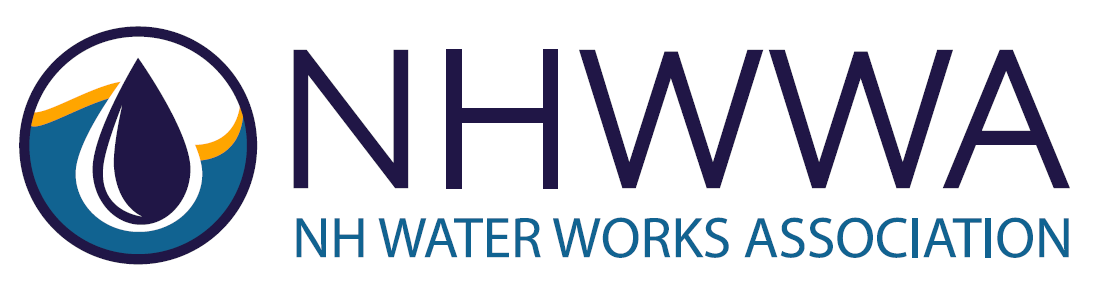 NHWWA
NH WATER WORKS ASSOCIATION